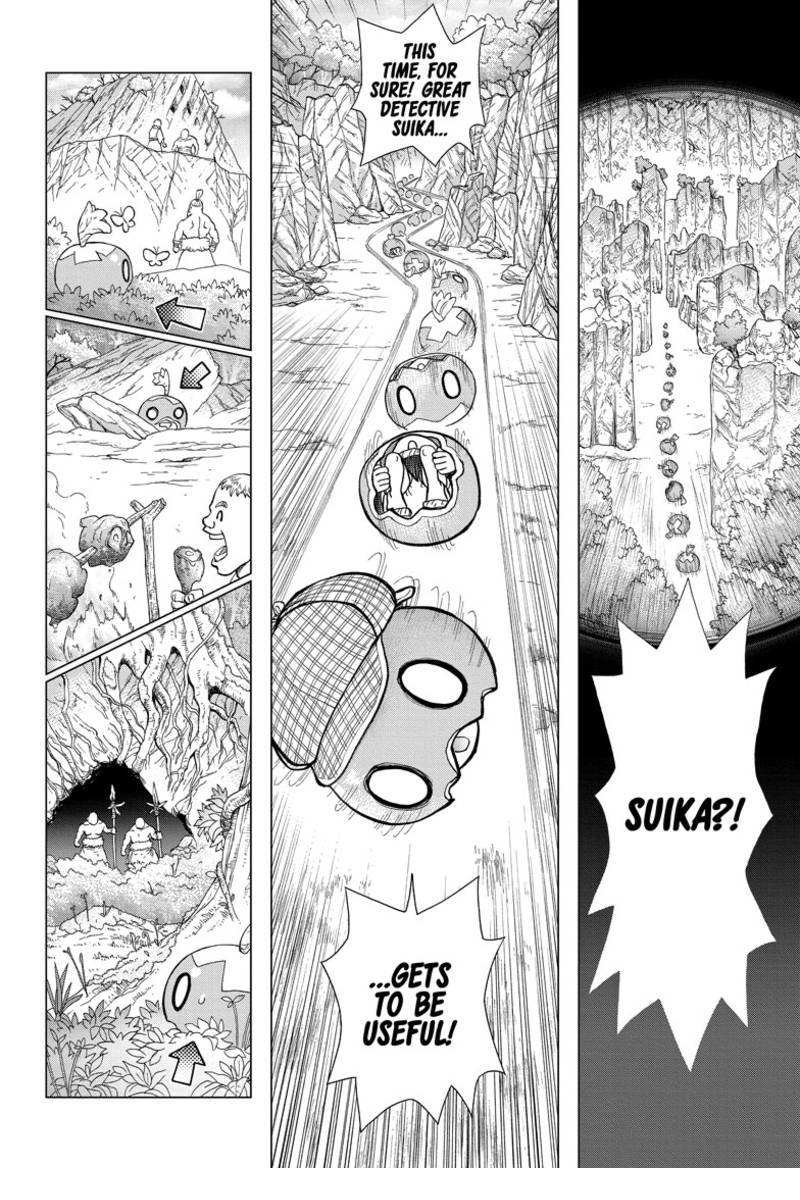 SUIKA?!
THIS
TIME, FOR
SURE! GREAT
DETECTIVE
SUIKA...
...GETS
TO BE
USEFUL!